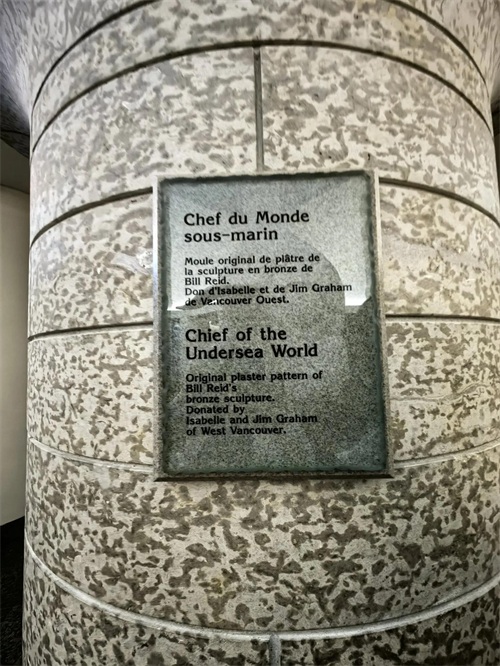 Chef du Monde
sous-marin
Moule original de plâtre de
la sculpture en bronze de
Bill Reid.
Don d'Isabelle et de Jim Graham
de Vancouver Ouest.
Chief of the
Undersea World
Original plaster pattern of
Bill Reid's
bronze sculpture.
Donated by
Isabelle and Jim Graham
of West Vancouver.